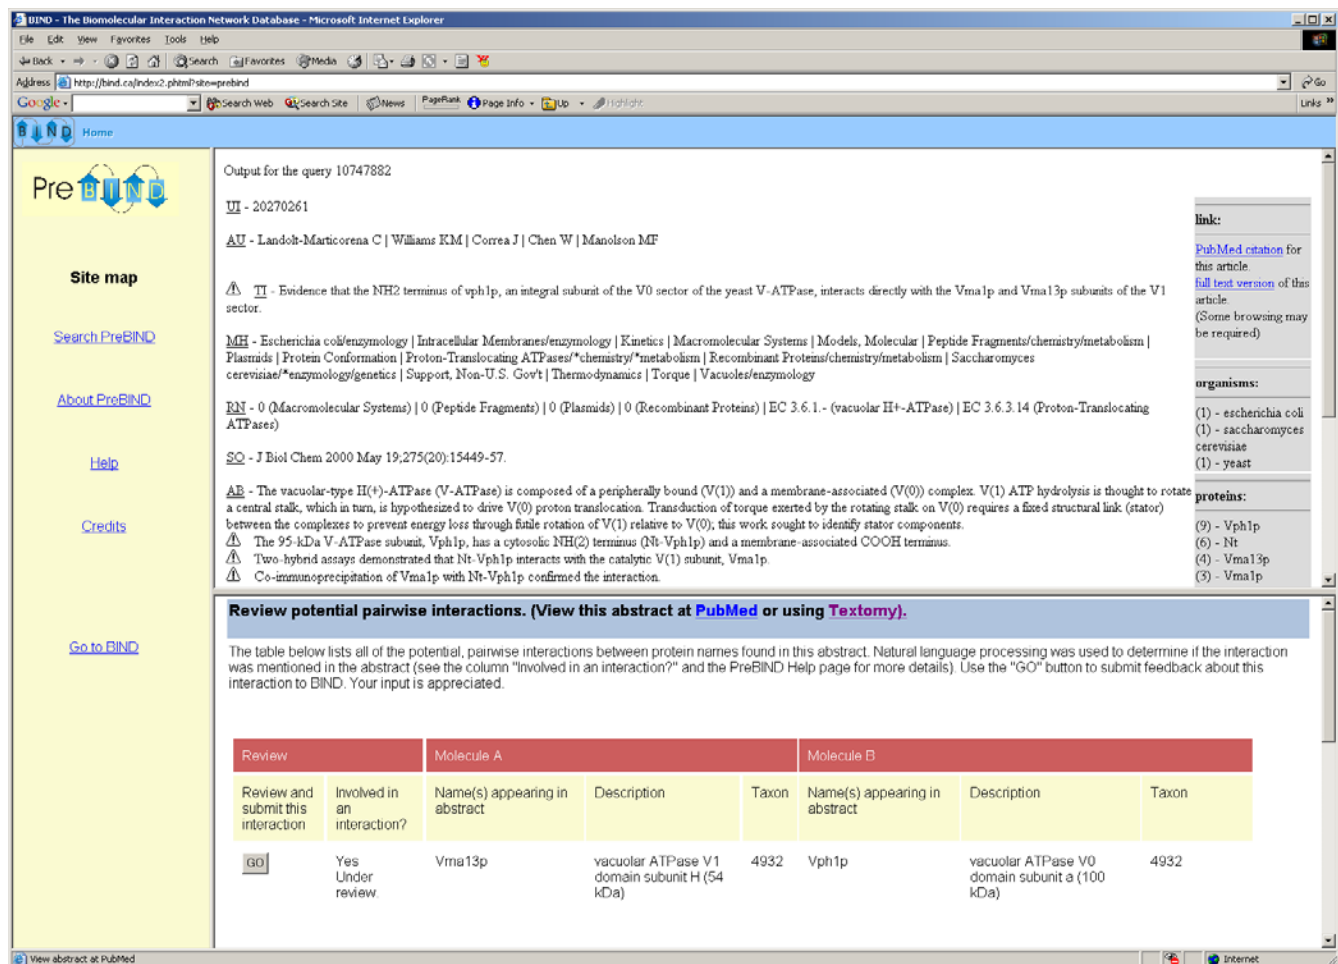 BIND - The Biomolecular Interaction Network Database - Microsoft Internet Explorer
File Edit View Favorites Tools Help
Back Search Favorites Media
Address http://bind.ca/index2.phtml?site=prebind Go
Google Search Web Search Site News PageRank Page Info Up Highlight Links »
BIND Home
Pre BIND
Site map
Search PreBIND
About PreBIND
Help
Credits
Go to BIND
Output for the query 10747882
UI - 20270261
AU - Landolt-Marticorena C | Williams KM | Correa J | Chen W | Manolson MF
TI - Evidence that the NH2 terminus of vph1p, an integral subunit of the V0 sector of the yeast V-ATPase, interacts directly with the Vma1p and Vma13p subunits of the V1
sector.
MH - Escherichia coli/enzymology | Intracellular Membranes/enzymology | Kinetics | Macromolecular Systems | Models, Molecular | Peptide Fragments/chemistry/metabolism |
Plasmids | Protein Conformation | Proton-Translocating ATPases/*chemistry/*metabolism | Recombinant Proteins/chemistry/metabolism | Saccharomyces
cerevisiae/*enzymology/genetics | Support, Non-U.S. Gov't | Thermodynamics | Torque | Vacuoles/enzymology
RN - 0 (Macromolecular Systems) | 0 (Peptide Fragments) | 0 (Plasmids) | 0 (Recombinant Proteins) | EC 3.6.1.- (vacuolar H+-ATPase) | EC 3.6.3.14 (Proton-Translocating
ATPases)
SO - J Biol Chem 2000 May 19;275(20):15449-57.
AB - The vacuolar-type H(+)-ATPase (V-ATPase) is composed of a peripherally bound (V(1)) and a membrane-associated (V(0)) complex. V(1) ATP hydrolysis is thought to rotate
a central stalk, which in turn, is hypothesized to drive V(0) proton translocation. Transduction of torque exerted by the rotating stalk on V(0) requires a fixed structural link (stator)
between the complexes to prevent energy loss through futile rotation of V(1) relative to V(0); this work sought to identify stator components.
The 95-kDa V-ATPase subunit, Vph1p, has a cytosolic NH(2) terminus (Nt-Vph1p) and a membrane-associated COOH terminus.
Two-hybrid assays demonstrated that Nt-Vph1p interacts with the catalytic V(1) subunit, Vma1p.
Co-immunoprecipitation of Vma1p with Nt-Vph1p confirmed the interaction.
link:
PubMed citation for
this article.
full text version of this
article.
(Some browsing may
be required)
organisms:
(1) - escherichia coli
(1) - saccharomyces
cerevisiae
(1) - yeast
proteins:
(9) - Vph1p
(6) - Nt
(4) - Vma13p
(3) - Vma1p
Review potential pairwise interactions. (View this abstract at PubMed or using Textomy).
The table below lists all of the potential, pairwise interactions between protein names found in this abstract. Natural language processing was used to determine if the interaction
was mentioned in the abstract (see the column "Involved in an interaction?" and the PreBIND Help page for more details). Use the "GO" button to submit feedback about this
interaction to BIND. Your input is appreciated.
Review Molecule A Molecule B
Review and submit this interaction Involved in an interaction? Name(s) appearing in abstract Description Taxon Name(s) appearing in abstract Description Taxon
GO Yes Under review. Vma13p vacuolar ATPase V1 domain subunit H (54 kDa) 4932 Vph1p vacuolar ATPase V0 domain subunit a (100 kDa) 4932
View abstract at PubMed Internet